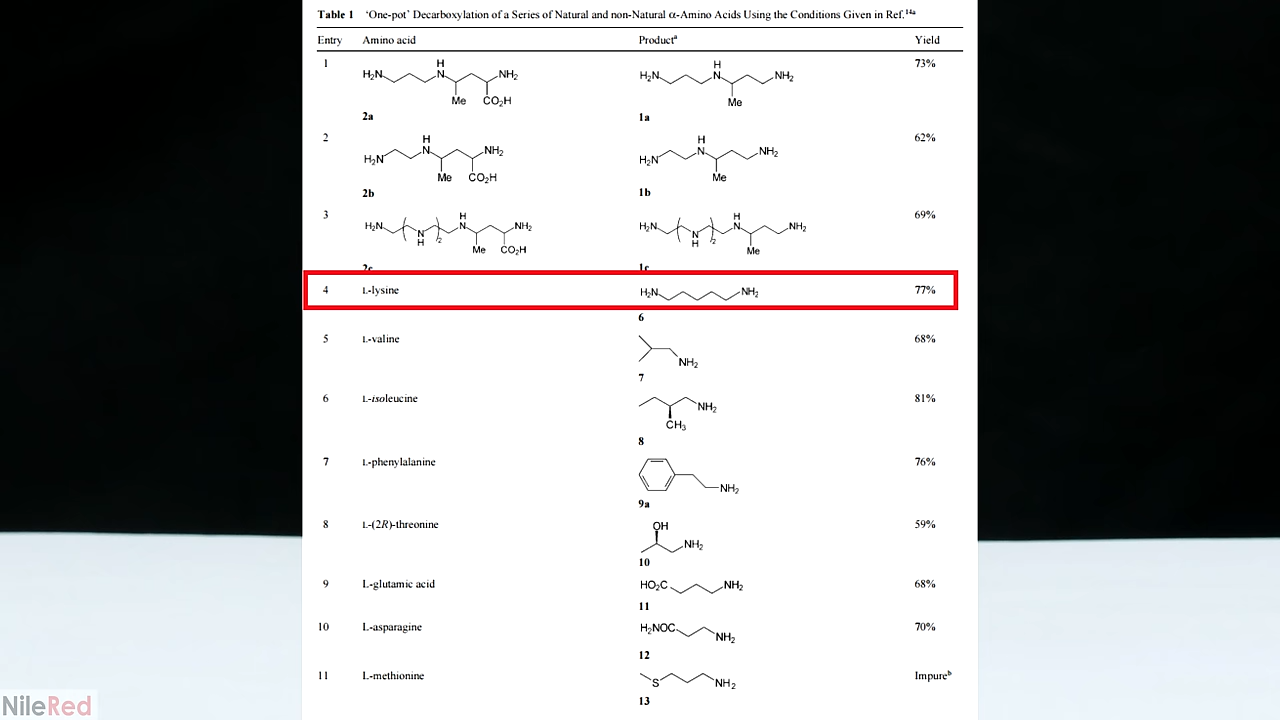 Table 1 'One-pot' Decarboxylation of a Series of Natural and non-Natural α-Amino Acids Using the Conditions Given in Ref.¹⁴ᵃ
Entry Amino acid Productᵃ Yield
1 H₂N H N NH₂ Me CO₂H H₂N H N NH₂ Me 73%
2a 1a
2 H₂N H N NH₂ Me CO₂H H₂N H N NH₂ Me 62%
2b 1b
3 H₂N ( N H )₂ H N NH₂ Me CO₂H H₂N ( N H )₂ H N NH₂ Me 69%
4 L-lysine H₂N NH₂ 77%
6
5 L-valine NH₂ 68%
7
6 L-isoleucine NH₂ CH₃ 81%
8
7 L-phenylalanine NH₂ 76%
9a
8 L-(2R)-threonine OH NH₂ 59%
10
9 L-glutamic acid HO₂C NH₂ 68%
11
10 L-asparagine H₂NOC NH₂ 70%
12
11 L-methionine S NH₂ Impureᵇ
13
NileRed